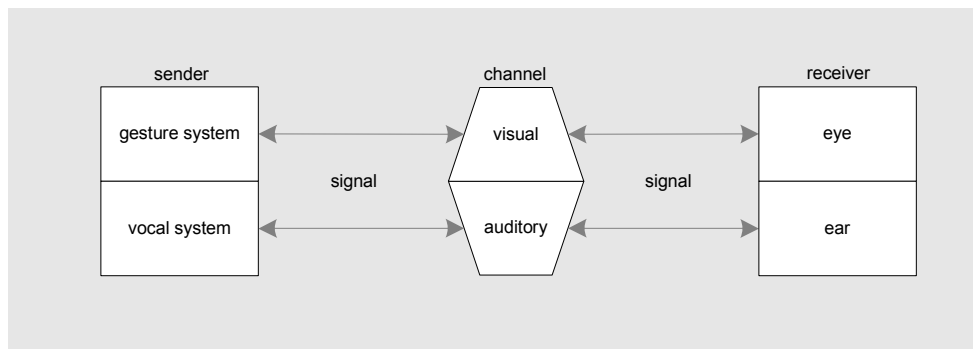 sender
channel
receiver
gesture system
visual
eye
signal
signal
vocal system
auditory
ear